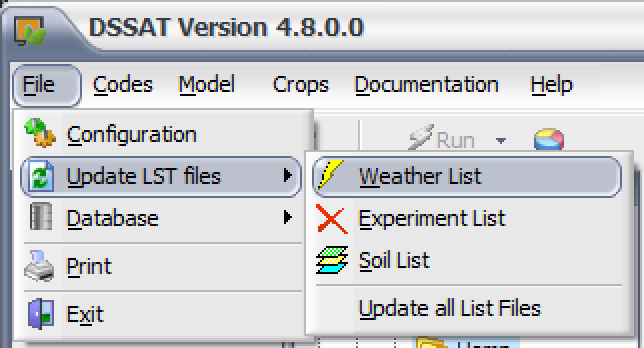 DSSAT Version 4.8.0.0
File Codes Model Crops Documentation Help
Configuration
Run
Update LST files
Weather List
Database
Experiment List
Print
Soil List
Exit
Update all List Files